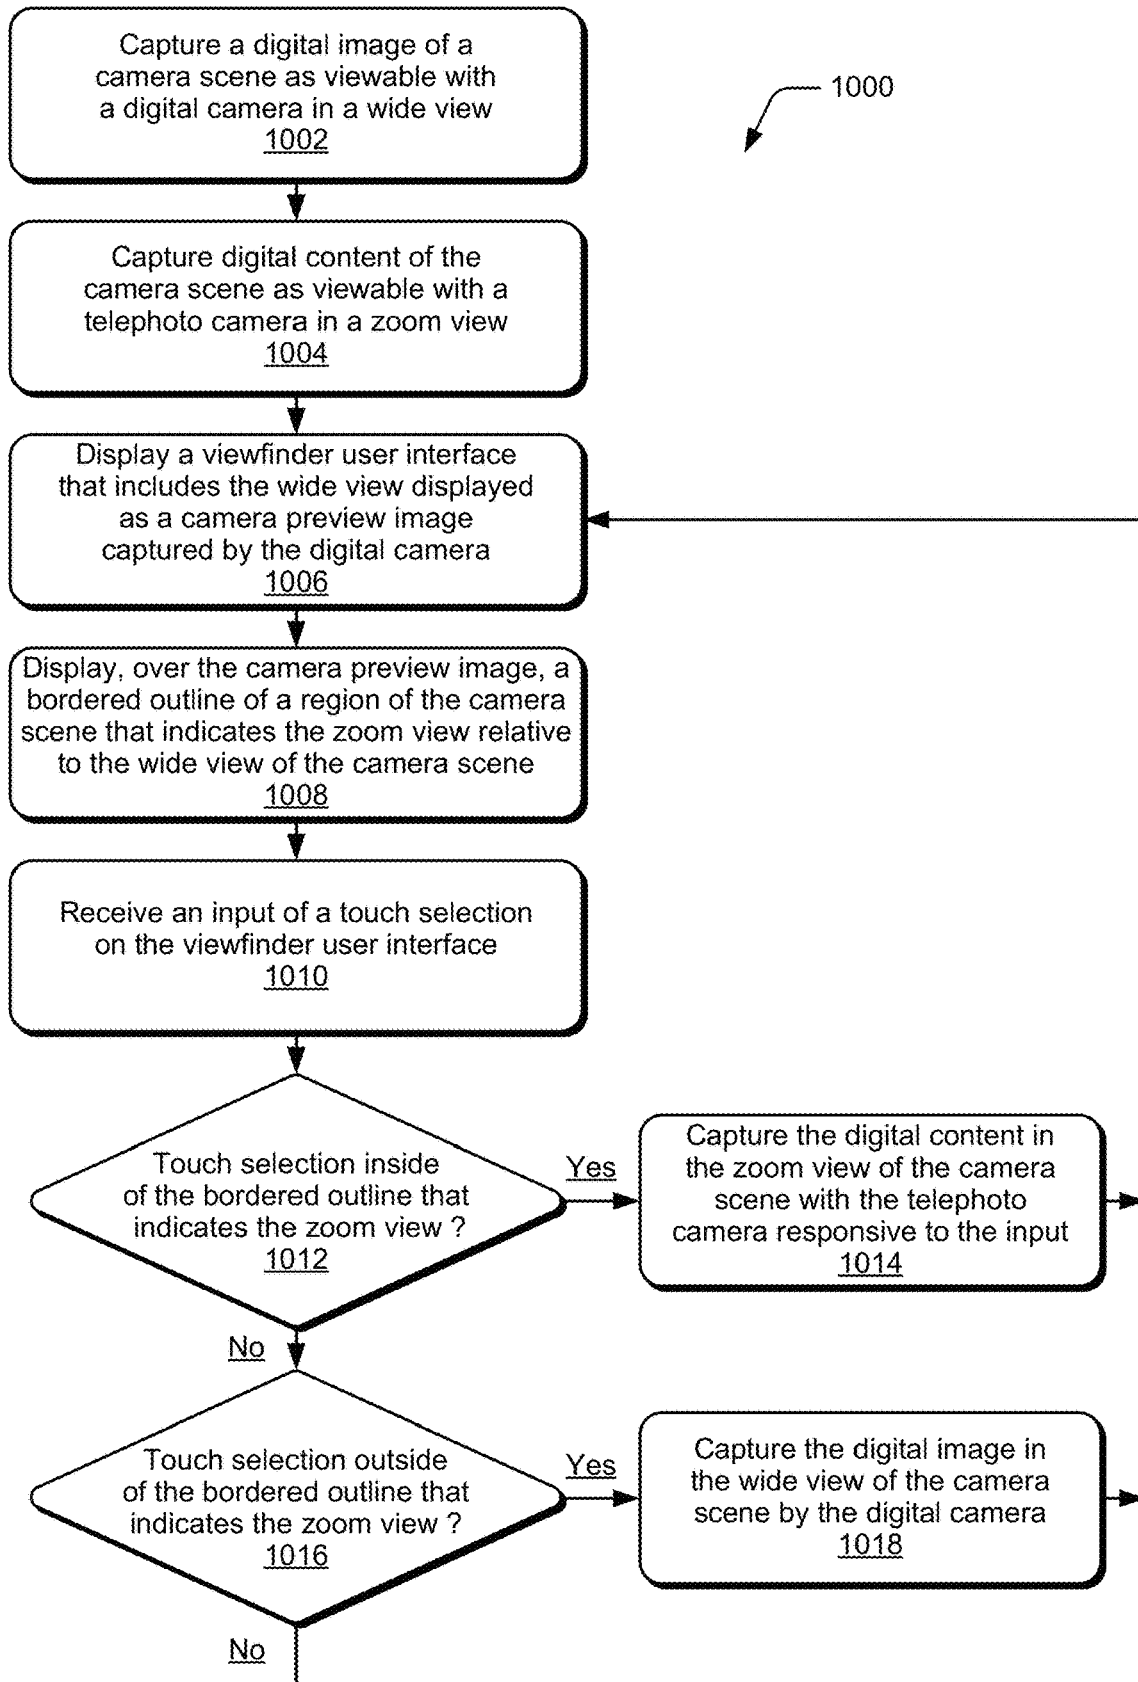 Capture a digital image of a
camera scene as viewable with
a digital camera in a wide view
1002
1000
Capture digital content of the
camera scene as viewable with a
telephoto camera in a zoom view
1004
Display a viewfinder user interface
that includes the wide view displayed
as a camera preview image
captured by the digital camera
1006
Display, over the camera preview image, a
bordered outline of a region of the camera
scene that indicates the zoom view relative
to the wide view of the camera scene
1008
Receive an input of a touch selection
on the viewfinder user interface
1010
Touch selection inside
of the bordered outline that
indicates the zoom view ?
1012
Yes
Capture the digital content in
the zoom view of the camera
scene with the telephoto
camera responsive to the input
1014
No
Touch selection outside
of the bordered outline that
indicates the zoom view ?
1016
Yes
Capture the digital image in
the wide view of the camera
scene by the digital camera
1018
No